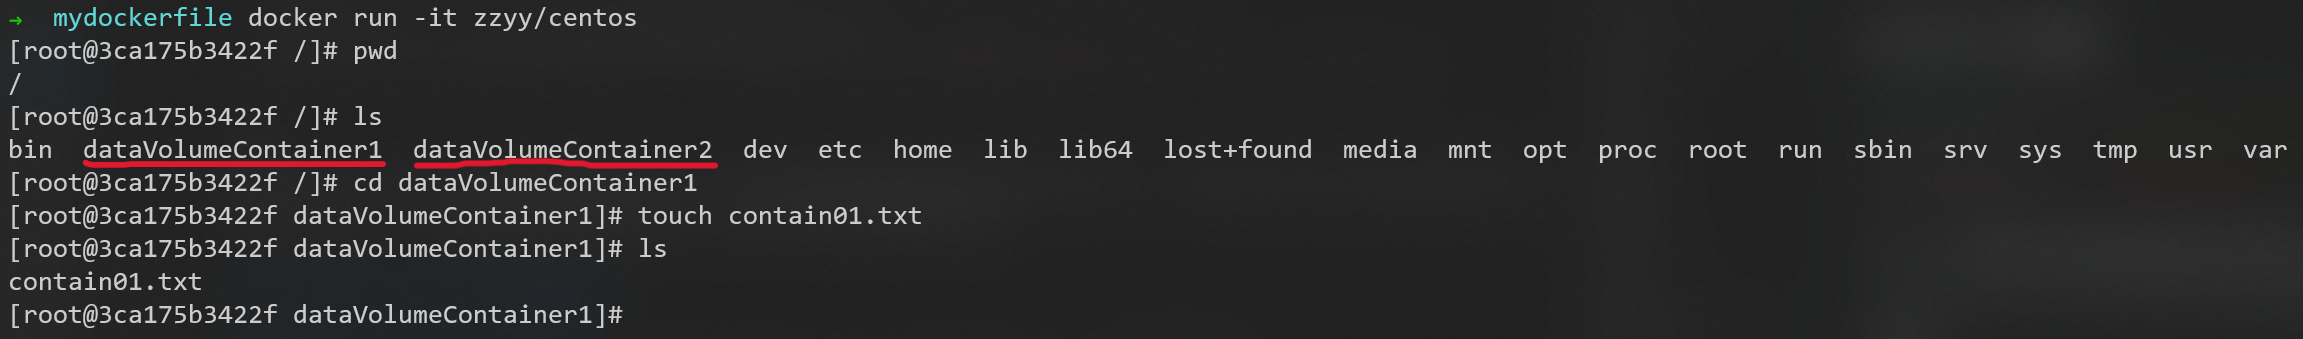 → mydockerfile docker run -it zzyy/centos
[root@3ca175b3422f /]# pwd
/
[root@3ca175b3422f /]# ls
bin dataVolumeContainer1 dataVolumeContainer2 dev etc home lib lib64 lost+found media mnt opt proc root run sbin srv sys tmp usr var
[root@3ca175b3422f /]# cd dataVolumeContainer1
[root@3ca175b3422f dataVolumeContainer1]# touch contain01.txt
[root@3ca175b3422f dataVolumeContainer1]# ls
contain01.txt
[root@3ca175b3422f dataVolumeContainer1]#